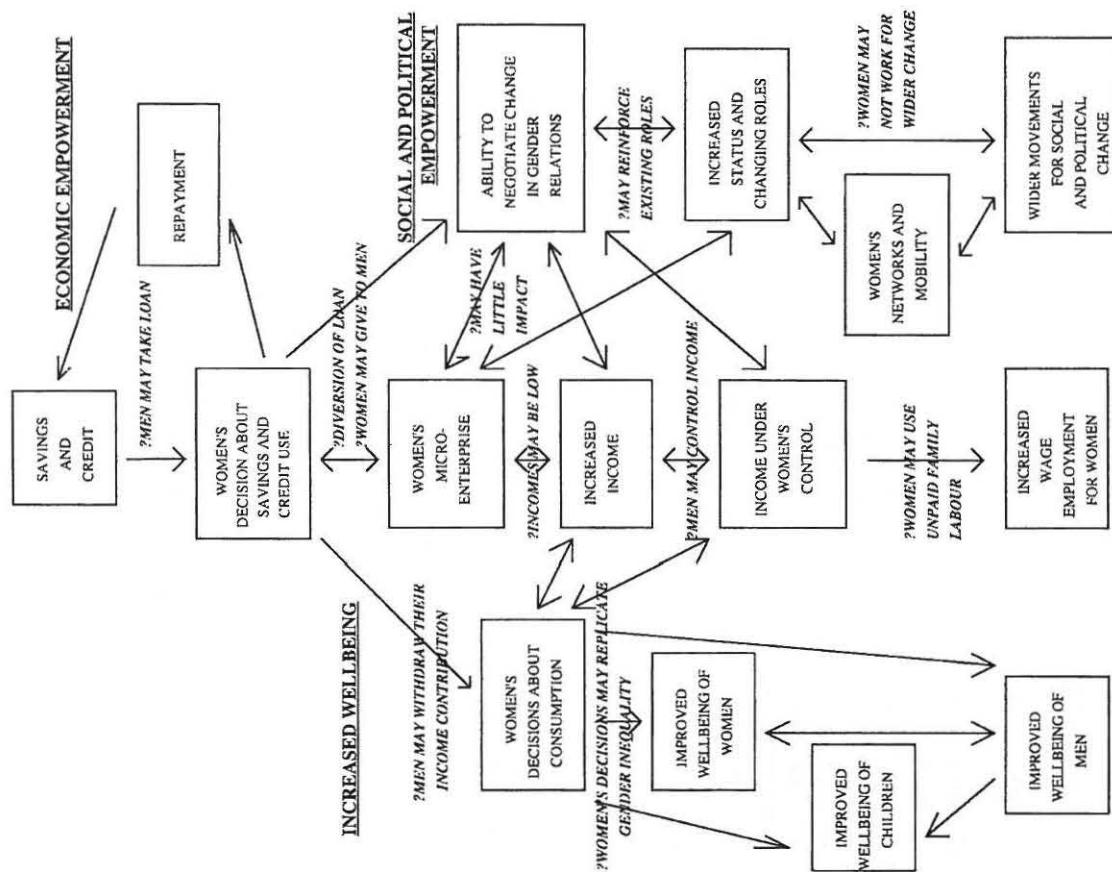 ECONOMIC EMPOWERMENT
SAVINGS
AND
CREDIT
REPAYMENT
?MEN MAY TAKE LOAN
WOMEN'S
DECISION ABOUT
SAVINGS AND
CREDIT USE.
INCREASED WELLBEING
SOCIAL AND POLITICAL
EMPOWERMENT
?MEN MAY WITHDRAW THEIR
INCOME CONTRIBUTION
?DIVERSION OF LOAN
?WOMEN MAY GIVE TO MEN
WOMEN'S
MICRO-
ENTERPRISE
?MAY HAVE
LITTLE
IMPACT
ABILITY TO
NEGOTIATE CHANGE
IN GENDER
RELATIONS
WOMEN'S
DECISIONS ABOUT
CONSUMPTION
?INCOMES MAY BE LOW
INCREASED
INCOME
?MAY REINFORCE
EXISTING ROLES
?WOMEN'S DECISIONS MAY REPLICATE
GENDER INEQUALITY
?MEN MAY CONTROL INCOME
IMPROVED
WELLBEING OF
WOMEN
INCOME UNDER
WOMEN'S
CONTROL
INCREASED
STATUS AND
CHANGING ROLES
IMPROVED
WELLBEING OF
CHILDREN
?WOMEN MAY USE
UNPAID FAMILY
LABOUR
WOMEN'S
NETWORKS AND
MOBILITY
?WOMEN MAY
NOT WORK FOR
WIDER CHANGE
IMPROVED
WELLBEING OF
MEN
INCREASED
WAGE
EMPLOYMENT
FOR WOMEN
WIDER MOVEMENTS
FOR SOCIAL
AND POLITICAL
CHANGE